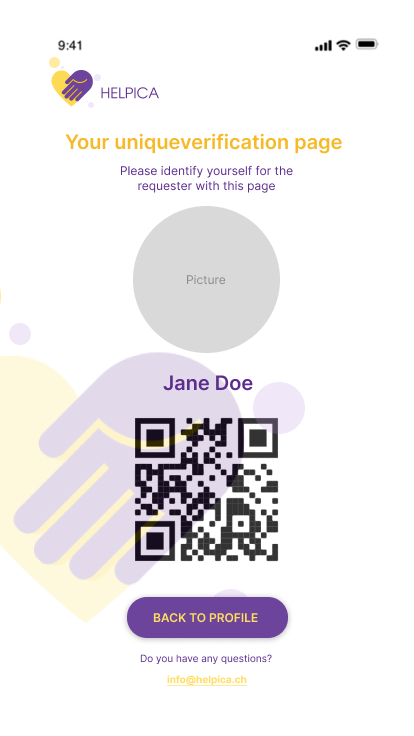 9:41
HELPICA
Your uniqueverification page
Please identify yourself for the
requester with this page
Picture
Jane Doe
BACK TO PROFILE
Do you have any questions?
info@helpica.ch